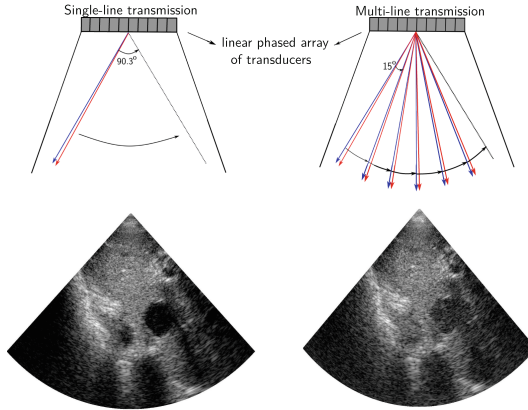 Single-line transmission
Multi-line transmission
90.3°
linear phased array
of transducers
15°